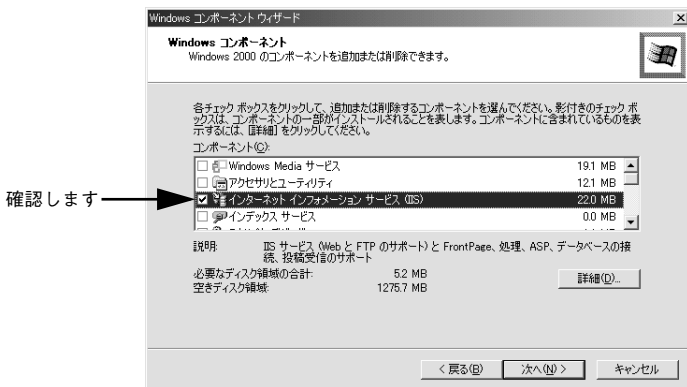 Windows コンポーネント ウィザード
Windows コンポーネント
Windows 2000 のコンポーネントを追加または削除できます。
各チェック ボックスをクリックして、追加または削除するコンポーネントを選んでください。影付きのチェック ボ
ックスは、コンポーネントの一部がインストールされることを表します。コンポーネントに含まれているものを表
示するには、[詳細] をクリックしてください。
コンポーネント(C):
Windows Media サービス 19.1 MB
アクセサリとユーティリティ 12.1 MB
確認します
インターネット インフォメーション サービス (IIS) 22.0 MB
インデックス サービス 0.0 MB
説明: IIS サービス (Web と FTP のサポート) と FrontPage、処理、ASP、データベースの接
続、投稿受信のサポート
必要なディスク領域の合計: 5.2 MB
空きディスク領域: 1275.7 MB
詳細(D)...
< 戻る(B) 次へ(N) > キャンセル